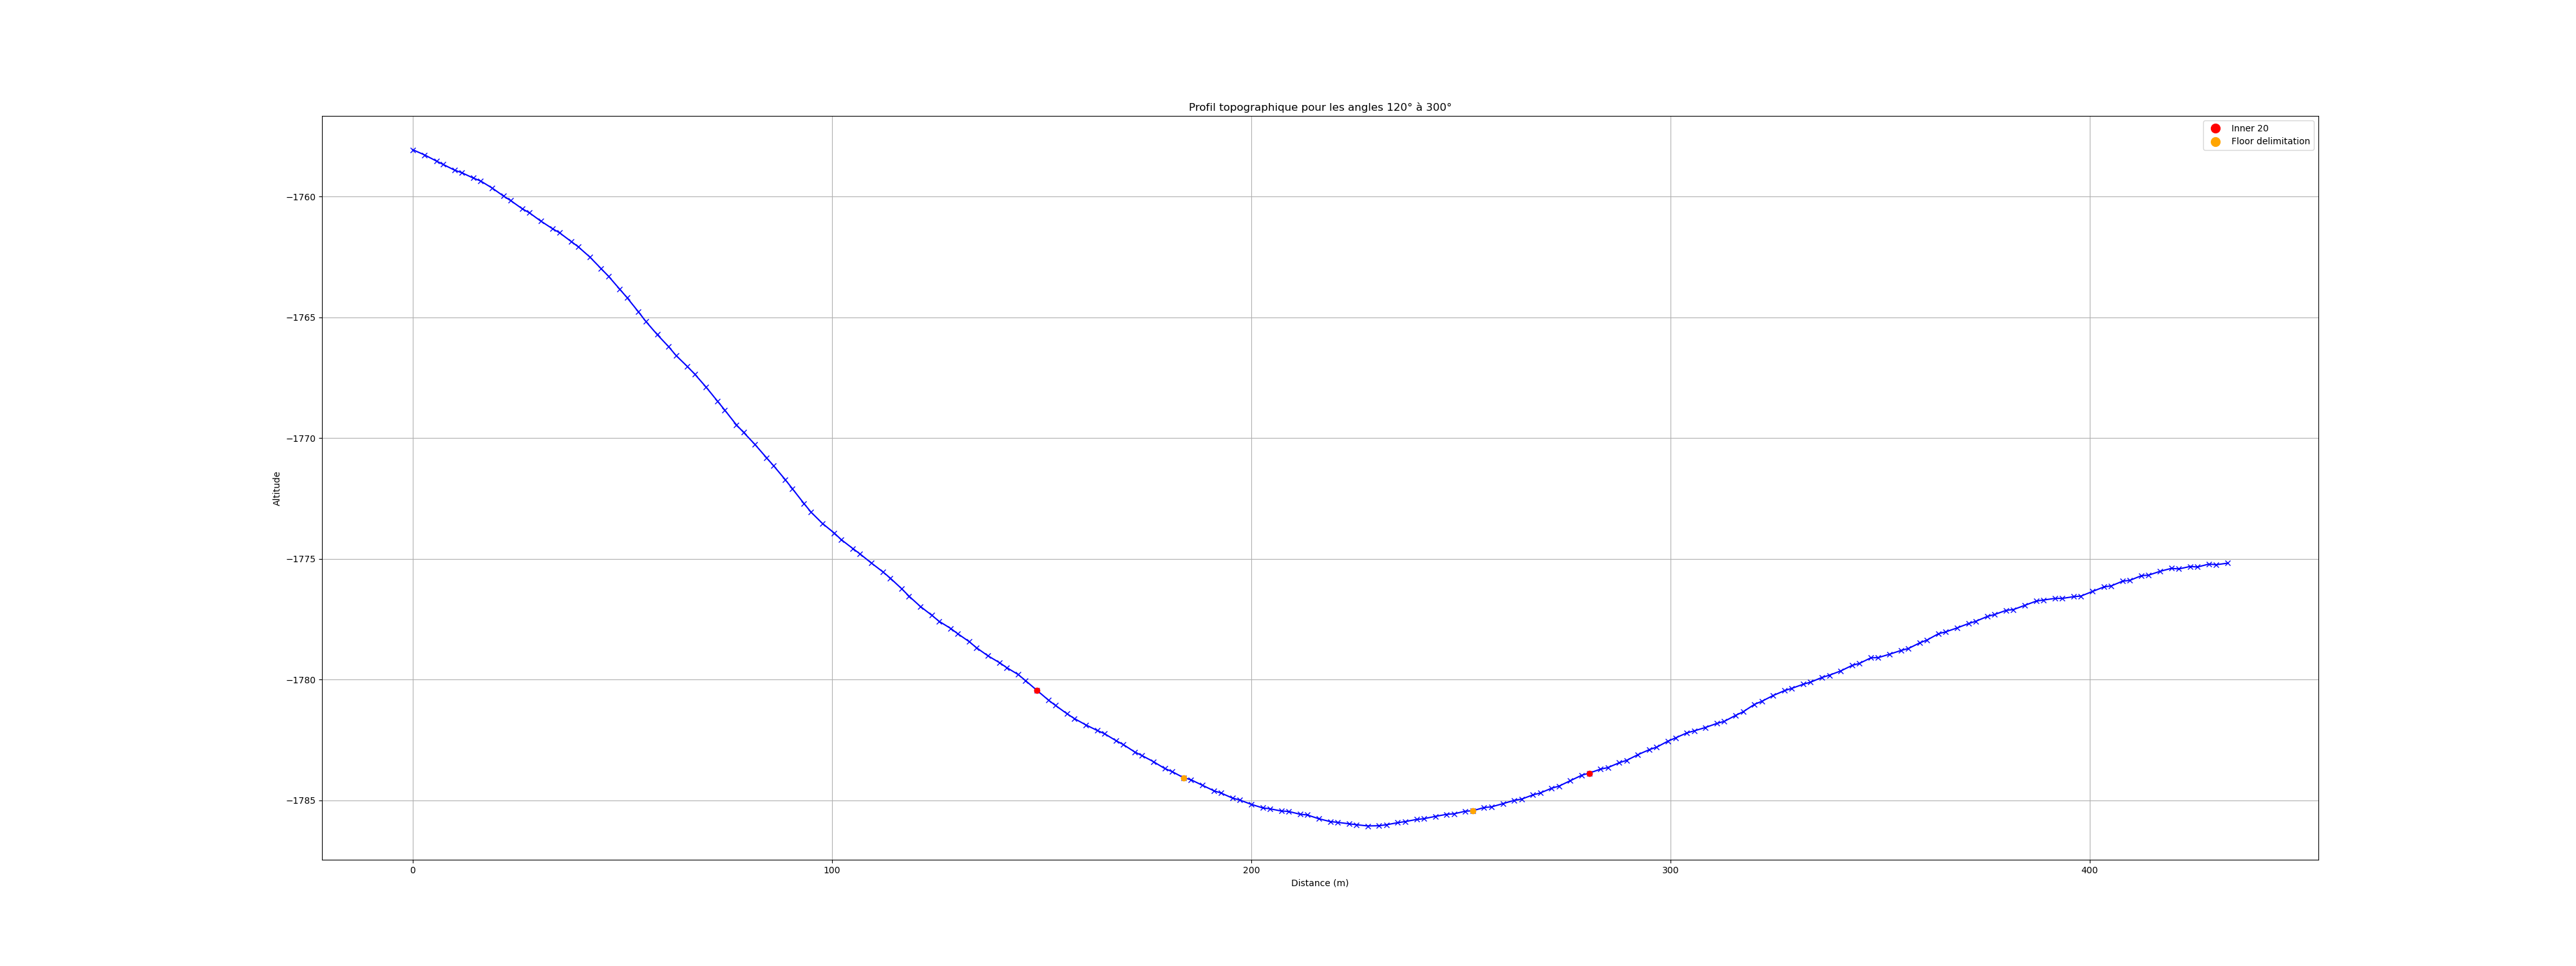 Profil topographique pour les angles 120° à 300°
Inner 20
Floor delimitation
−1760
−1765
−1770
−1775
−1780
−1785
Altitude
0
100
200
300
400
Distance (m)